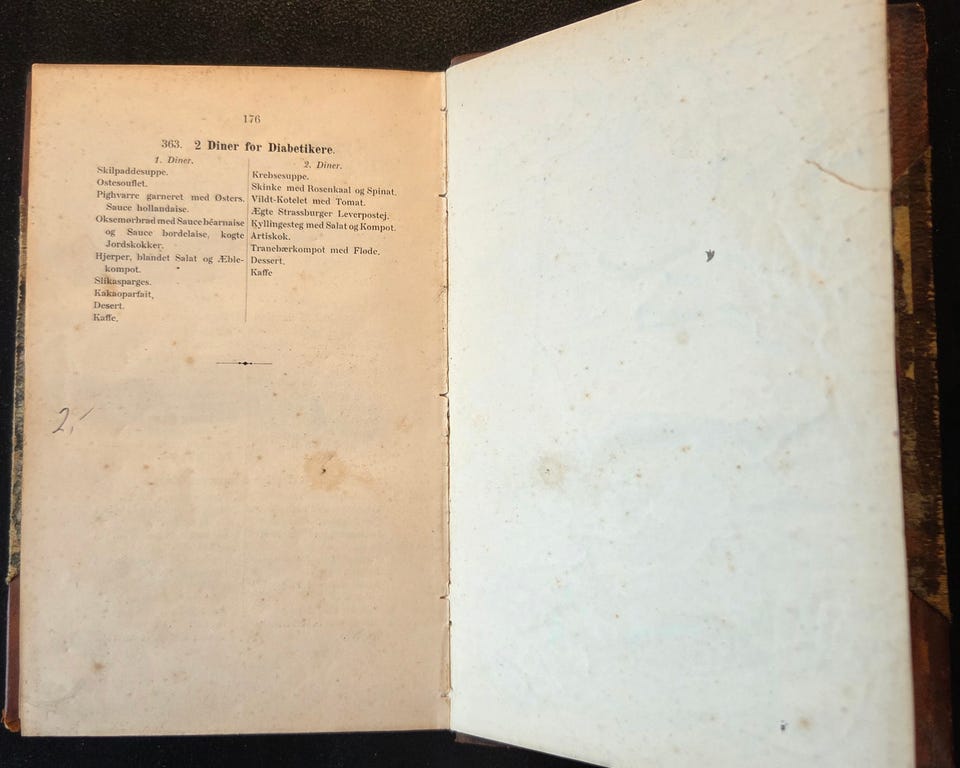 176
363. 2 Diner for Diabetikere.
1. Diner.
Skilpaddesuppe.
Ostesouflet.
Pighvarre garneret med Østers.
Sauce hollandaise.
Oksemørbrad med Sauce béarnaise
og Sauce bordelaise, kogte
Jordskokker.
Hjerper, blandet Salat og Æble-
kompot.
Slikasparges.
Kakaoparfait,
Desert.
Kaffe.
2. Diner.
Krebsesuppe.
Skinke med Rosenkaal og Spinat.
Vildt-Kotelet med Tomat.
Ægte Strassburger Leverpostej.
Kyllingesteg med Salat og Kompot.
Artiskok.
Tranebærkompot med Fløde.
Dessert.
Kaffe
2,-